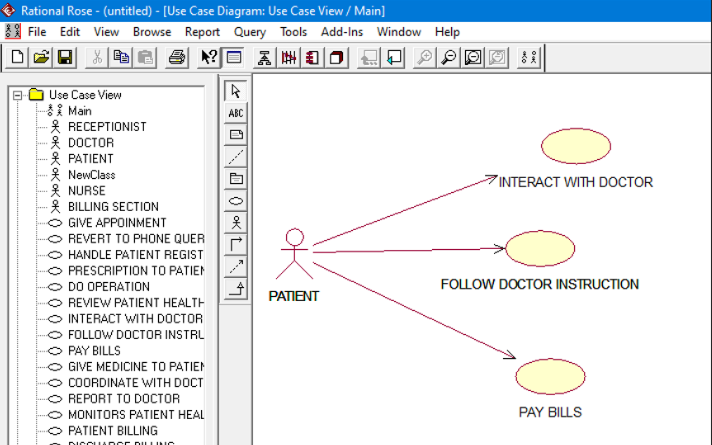 Rational Rose - (untitled) - [Use Case Diagram: Use Case View / Main]
File Edit View Browse Report Query Tools Add-Ins Window Help
ABC
Use Case View
Main
RECEPTIONIST
DOCTOR
PATIENT
NewClass
NURSE
BILLING SECTION
GIVE APPOINMENT
REVERT TO PHONE QUER
HANDLE PATIENT REGIST
PRESCRIPTION TO PATIEN
DO OPERATION
REVIEW PATIENT HEALTH
INTERACT WITH DOCTOR
FOLLOW DOCTOR INSTRU
PAY BILLS
GIVE MEDICINE TO PATIEN
COORDINATE WITH DOCT
REPORT TO DOCTOR
MONITORS PATIENT HEAL
PATIENT BILLING
DISCHARGE BILLING
INTERACT WITH DOCTOR
FOLLOW DOCTOR INSTRUCTION
PATIENT
PAY BILLS